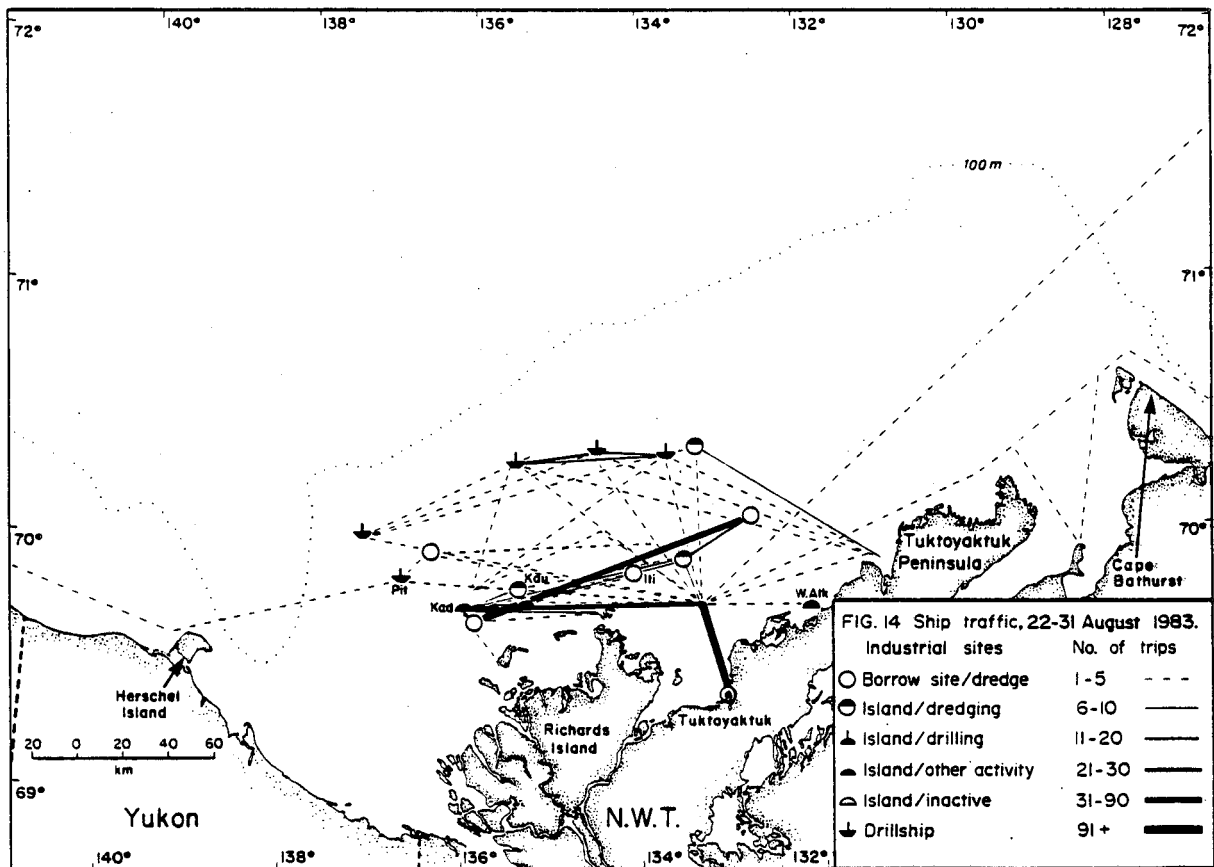 140° 138° 136° 134° 132° 130° 128°
72° 72°
100 m
71° 71°
70° 70°
Tuktoyaktuk
Peninsula
Cape
Bathurst
Pit
Kau
Iti
Kad
W.Atk
Herschel
Island
Richards
Island
Tuktoyaktuk
20 0 20 40 60
km
69°
Yukon
N.W.T.
140° 138° 136° 134° 132°
FIG. 14 Ship traffic, 22-31 August 1983.
Industrial sites No. of trips
Borrow site/dredge 1-5
Island/dredging 6-10
Island/drilling 11-20
Island/other activity 21-30
Island/inactive 31-90
Drillship 91+